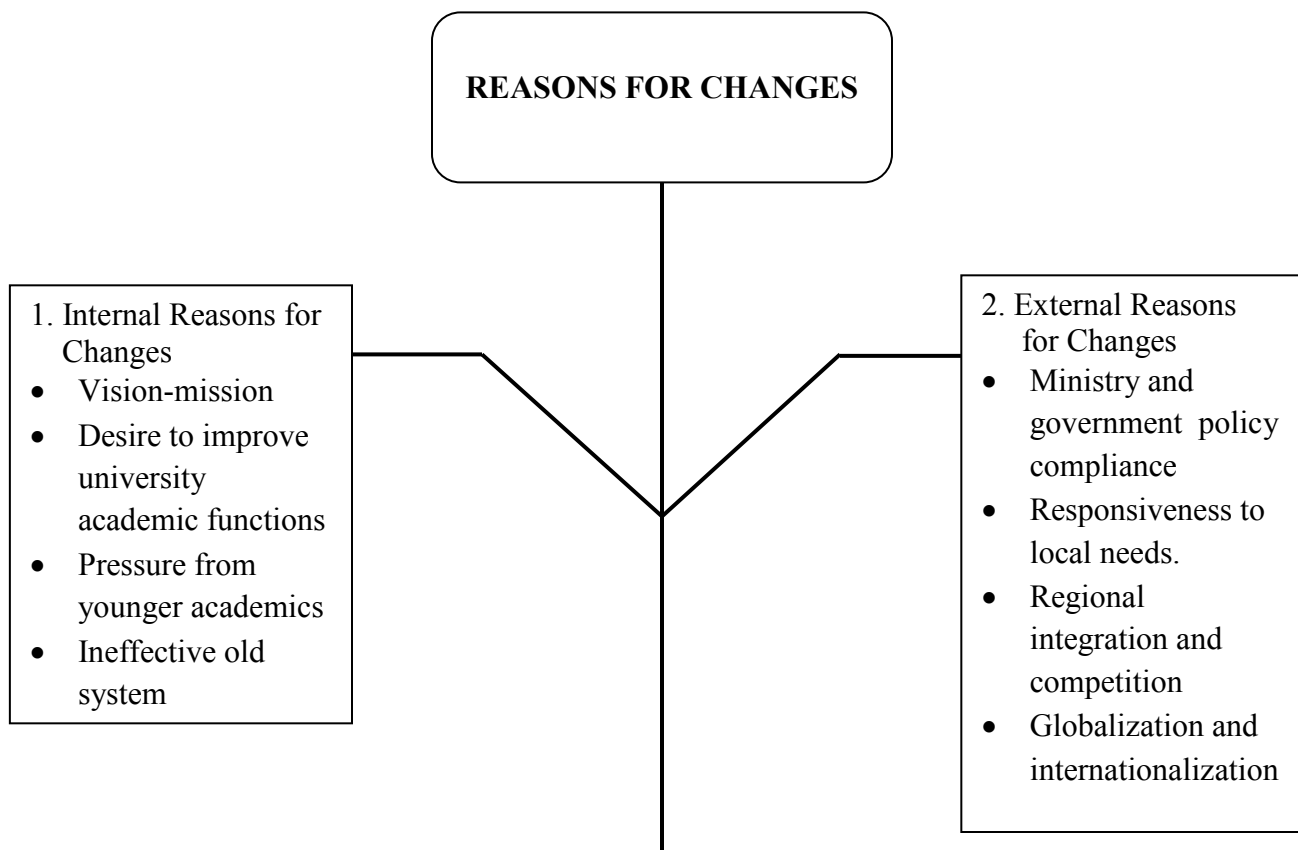 REASONS FOR CHANGES
1. Internal Reasons for
Changes
• Vision-mission
• Desire to improve
university
academic functions
• Pressure from
younger academics
• Ineffective old
system
2. External Reasons
for Changes
• Ministry and
government policy
compliance
• Responsiveness to
local needs.
• Regional
integration and
competition
• Globalization and
internationalization